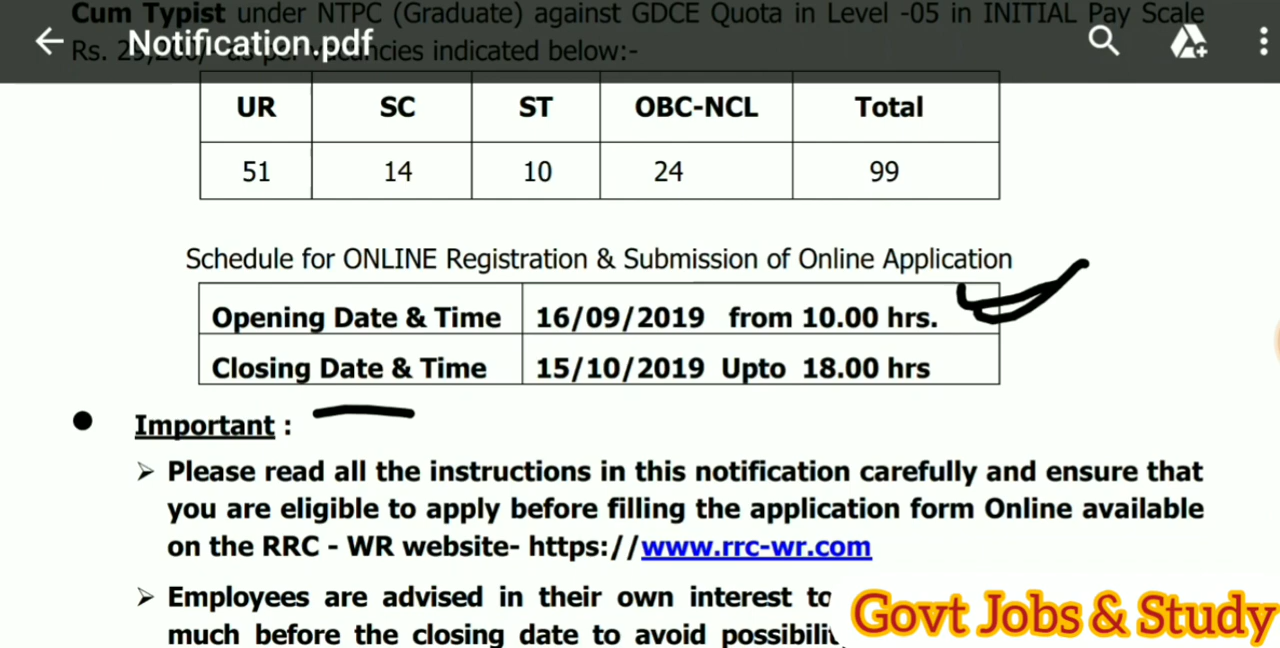 Cum Typist under NTPC (Graduate) against GDCE Quota in Level -05 in INITIAL Pay Scale
Notification.pdf
Rs. indicated below:-
UR SC ST OBC-NCL Total
51 14 10 24 99
Schedule for ONLINE Registration & Submission of Online Application
Opening Date & Time 16/09/2019 from 10.00 hrs.
Closing Date & Time 15/10/2019 Upto 18.00 hrs
Important :
Please read all the instructions in this notification carefully and ensure that
you are eligible to apply before filling the application form Online available
on the RRC - WR website- https://www.rrc-wr.com
Employees are advised in their own interest to
much before the closing date to avoid
Govt Jobs & Study